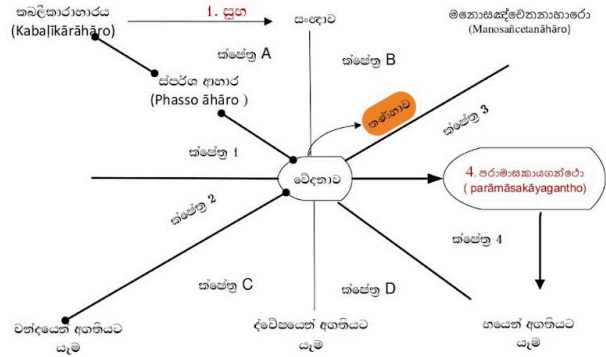 කබලීකාරාහාරය
(Kabaḷīkārāhāro)
1. සුභ
සංඥාව
මනොසඤ්චේතනාහාරො
(Manosañcetanāhāro)
ක්ෂේත්‍ර A
ක්ෂේත්‍ර B
ස්පර්ශ ආහාර
(Phasso āhāro )
තණ්හාව
ක්ෂේත්‍ර 3
ක්ෂේත්‍ර 1
වේදනාව
4. පරාමාසකායගන්ථො
( parāmāsakāyagantho)
ක්ෂේත්‍ර 2
ක්ෂේත්‍ර 4
ක්ෂේත්‍ර C
ක්ෂේත්‍ර D
චන්දයෙන් අගතියට
යෑම
ද්වේෂයෙන් අගතියට
යෑම
භයෙන් අගතියට
යෑම